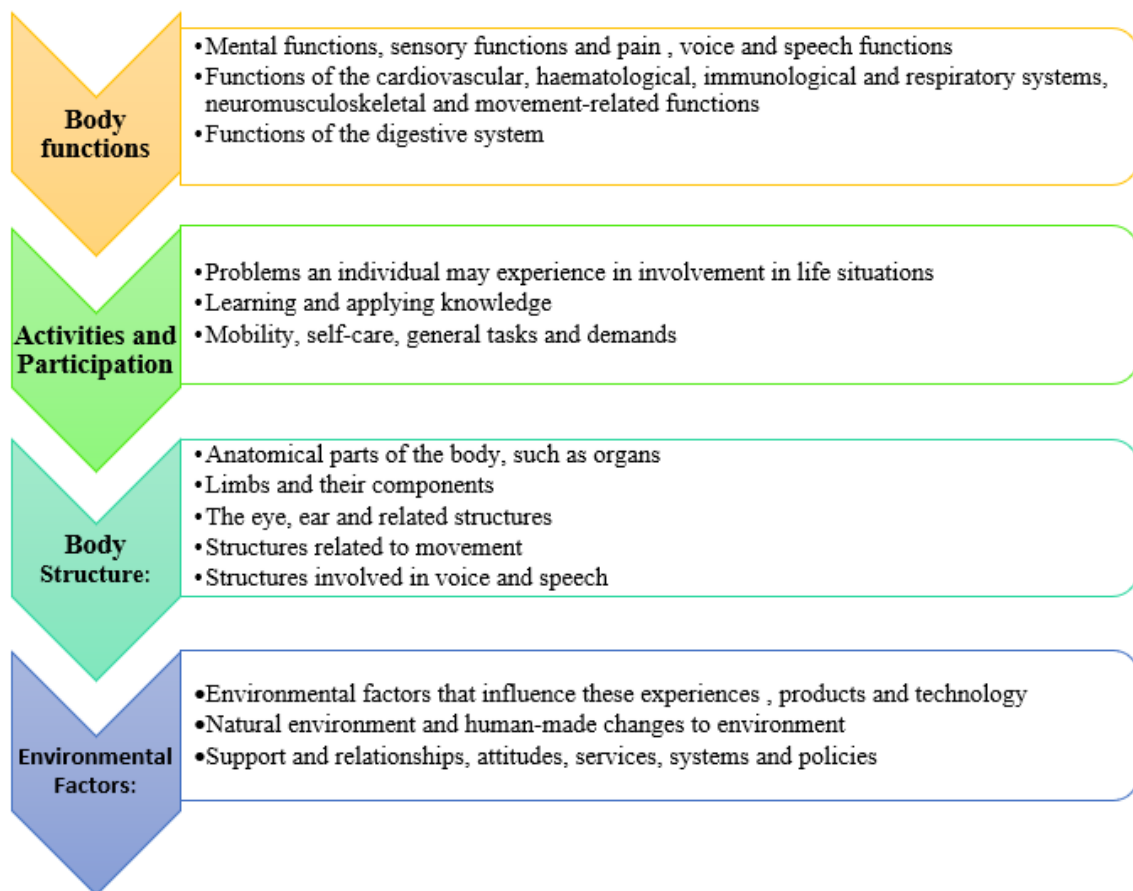 Body
functions
•Mental functions, sensory functions and pain , voice and speech functions
•Functions of the cardiovascular, haematological, immunological and respiratory systems,
neuromusculoskeletal and movement-related functions
•Functions of the digestive system
Activities and
Participation
•Problems an individual may experience in involvement in life situations
•Learning and applying knowledge
•Mobility, self-care, general tasks and demands
Body
Structure:
•Anatomical parts of the body, such as organs
•Limbs and their components
•The eye, ear and related structures
•Structures related to movement
•Structures involved in voice and speech
Environmental
Factors:
•Environmental factors that influence these experiences , products and technology
•Natural environment and human-made changes to environment
•Support and relationships, attitudes, services, systems and policies